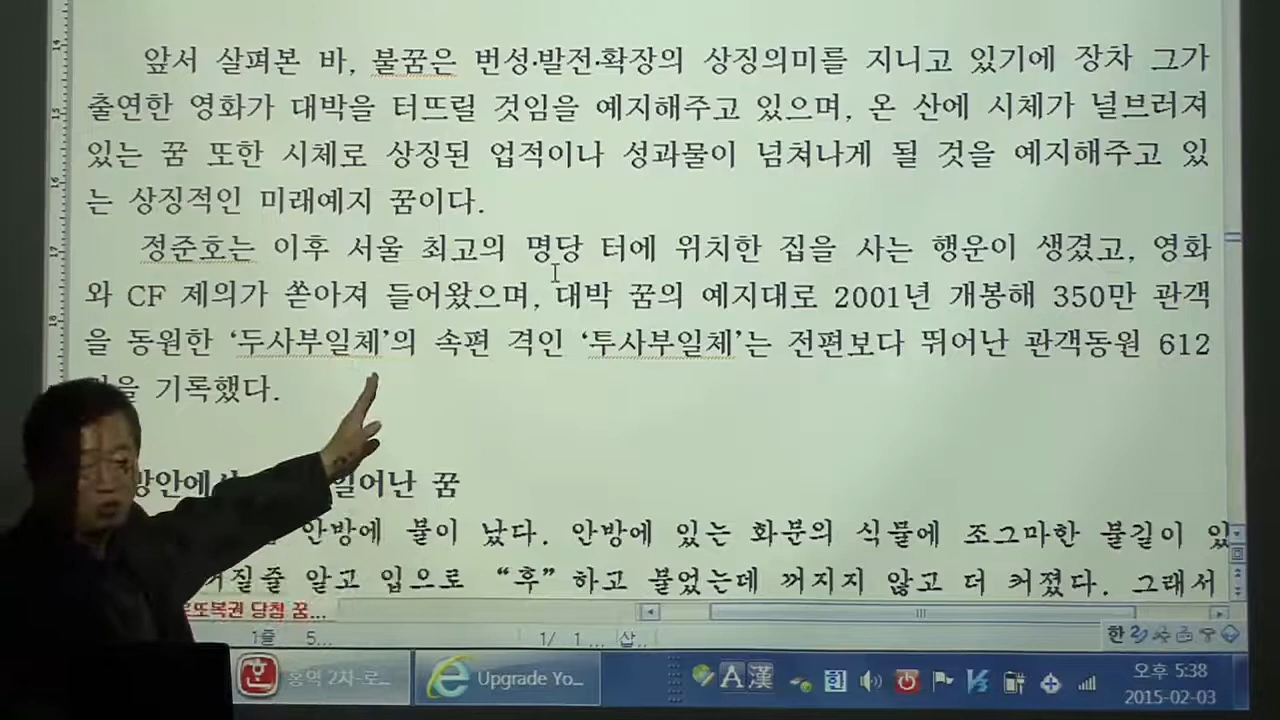 앞서 살펴본 바, 불꿈은 번성·발전·확장의 상징의미를 지니고 있기에 장차 그가
출연한 영화가 대박을 터뜨릴 것임을 예지해주고 있으며, 온 산에 시체가 널브러져
있는 꿈 또한 시체로 상징된 업적이나 성과물이 넘쳐나게 될 것을 예지해주고 있
는 상징적인 미래예지 꿈이다.
정준호는 이후 서울 최고의 명당 터에 위치한 집을 사는 행운이 생겼고, 영화
와 CF 제의가 쏟아져 들어왔으며, 대박 꿈의 예지대로 2001년 개봉해 350만 관객
을 동원한 ‘두사부일체’의 속편 격인 ‘투사부일체’는 전편보다 뛰어난 관객동원 612
을 기록했다.
일어난 꿈
안방에 불이 났다. 안방에 있는 화분의 식물에 조그마한 불길이 있
꺼질줄 알고 입으로 “후”하고 불었는데 꺼지지 않고 더 커졌다. 그래서
로또복권 당첨 꿈...
1줄 5... 1/ 1 ... 삽..
한
홍역 2차-로... Upgrade Yo... A 漢 한 오후 5:38
2015-02-03